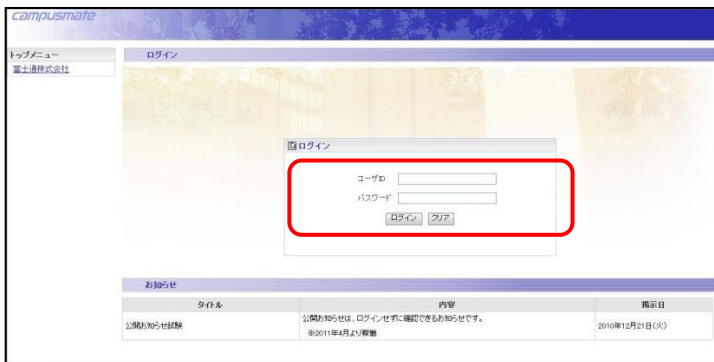 campusmate
トップメニュー
富士通株式会社
ログイン
ログイン
ユーザID
パスワード
ログイン クリア
お知らせ
タイトル 内容 掲示日
公開お知らせ試験 公開お知らせは、ログインせずに確認できるお知らせです。 2010年12月21日(火)
※2011年4月より稼働